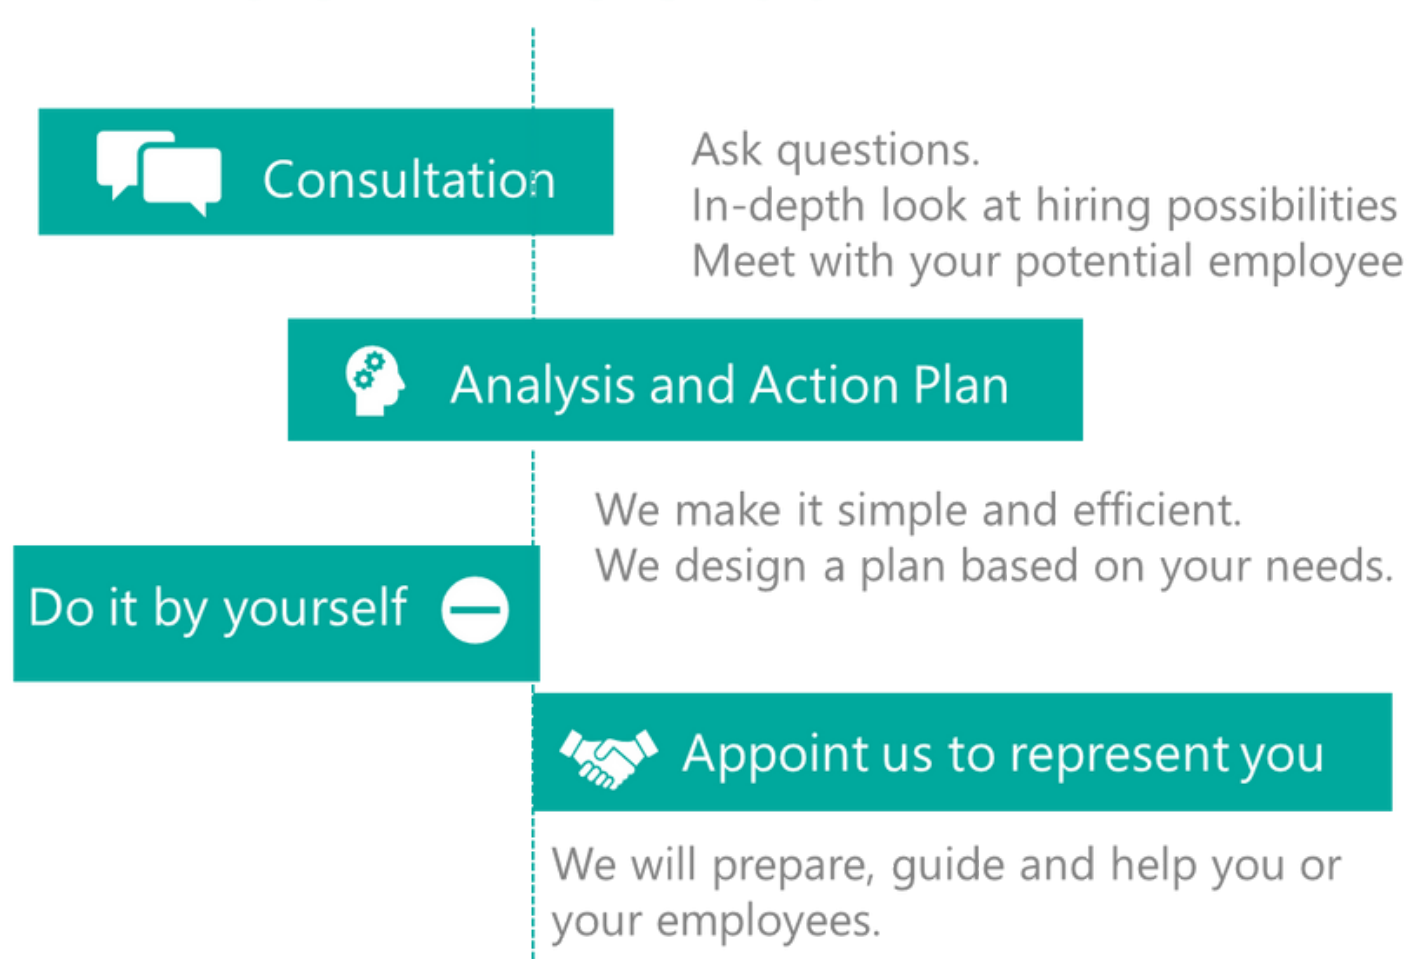 Consultation
Ask questions.
In-depth look at hiring possibilities
Meet with your potential employee
Analysis and Action Plan
We make it simple and efficient.
We design a plan based on your needs.
Do it by yourself
Appoint us to represent you
We will prepare, guide and help you or
your employees.